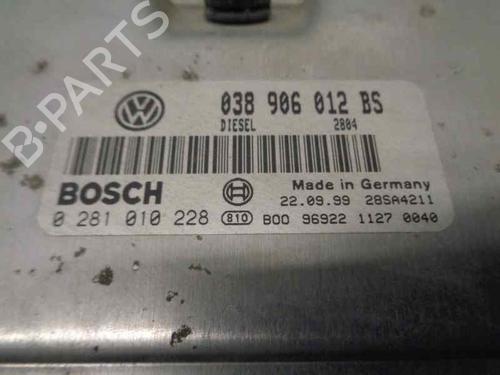 038 906 012 BS
DIESEL 2804
BOSCH
Made in Germany
22.09.99 28SA4211
0 281 010 228 810 B00 96922 1127 0040
B-Parts